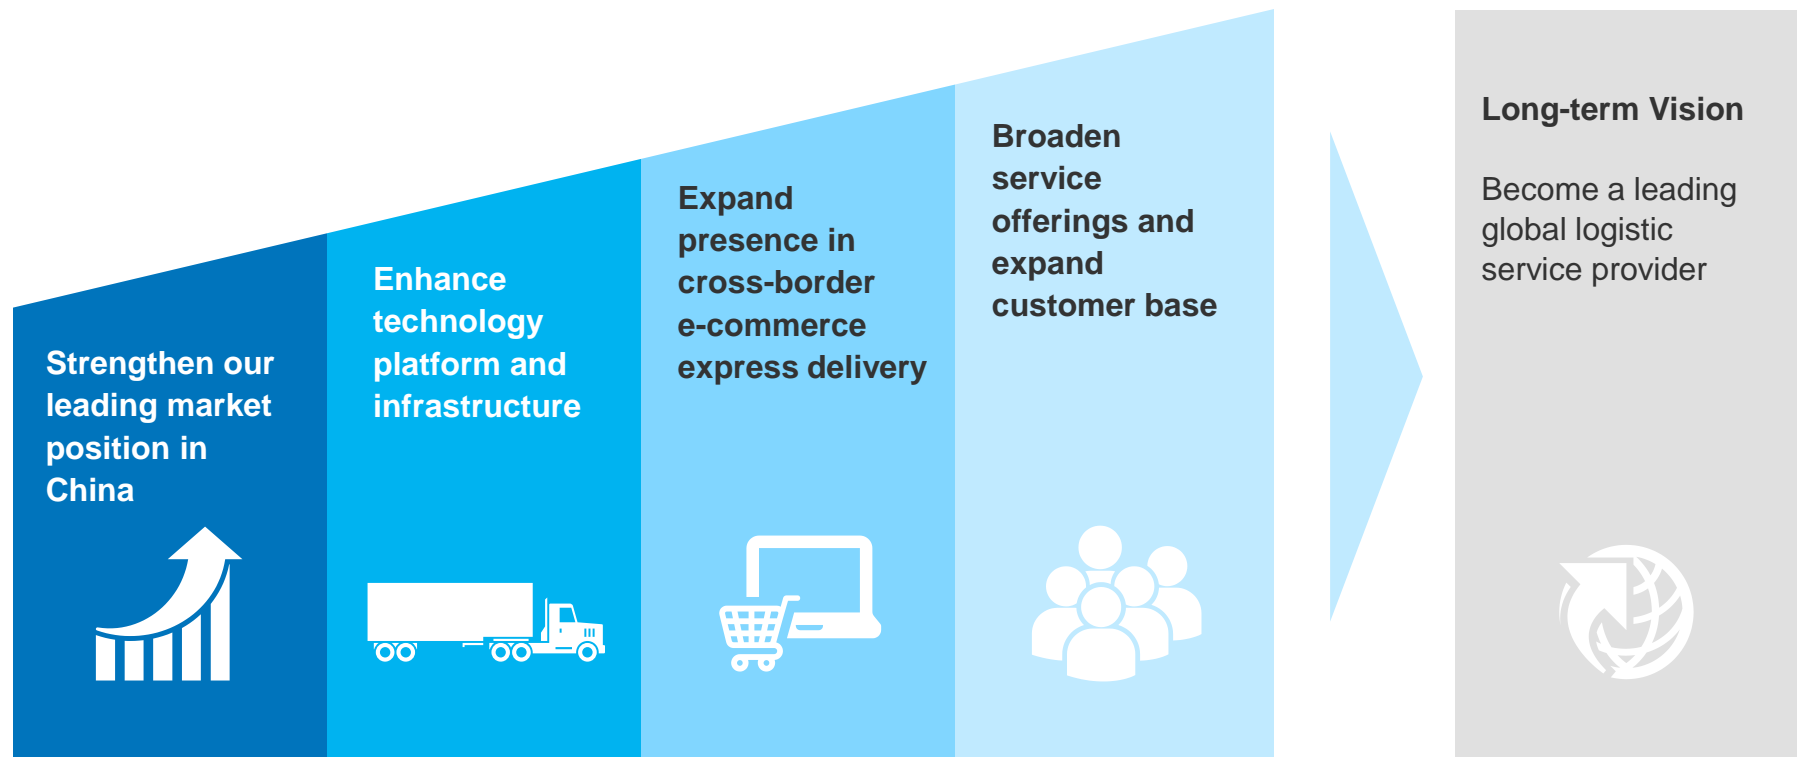 Strengthen our
leading market
position in
China
Enhance
technology
platform and
infrastructure
Expand
presence in
cross-border
e-commerce
express delivery
Broaden
service
offerings and
expand
customer base
Long-term Vision
Become a leading
global logistic
service provider